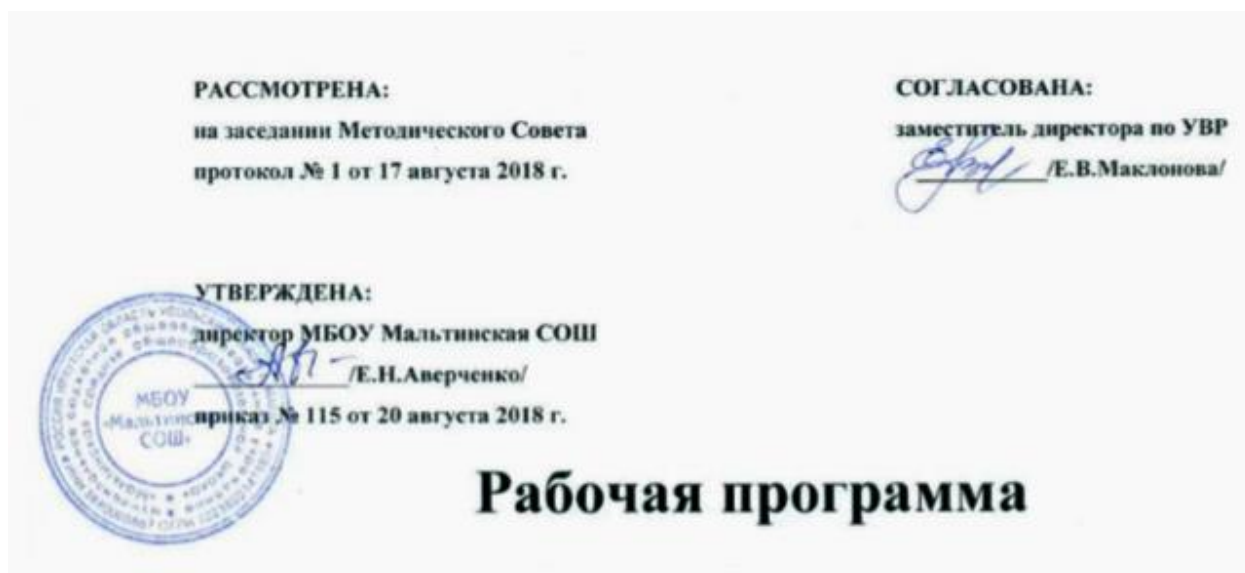 РАССМОТРЕНА:
на заседании Методического Совета
протокол № 1 от 17 августа 2018 г.
СОГЛАСОВАНА:
заместитель директора по УВР
/Е.В.Маклонова/
УТВЕРЖДЕНА:
директор МБОУ Мальтинская СОШ
/Е.Н.Аверченко/
приказ № 115 от 20 августа 2018 г.
МБОУ
СОШ»
Рабочая программа